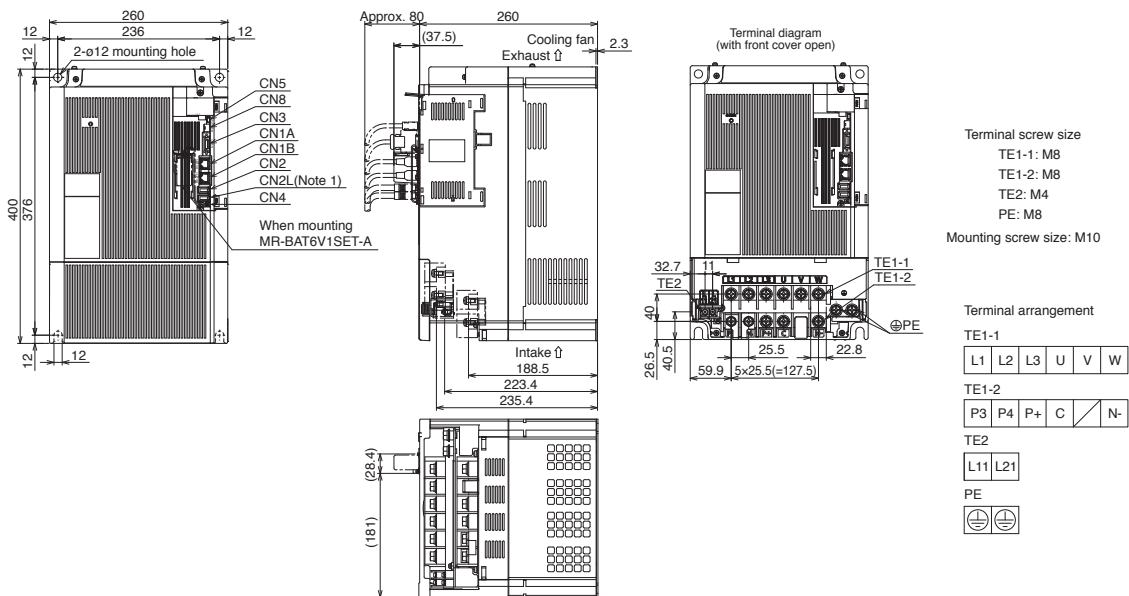 260
12
236
12
12
2-ø12 mounting hole
400
376
CN5
CN8
CN3
CN1A
CN1B
CN2
CN2L(Note 1)
CN4
When mounting
MR-BAT6V1SET-A
12
12
Approx. 80
260
(37.5)
Cooling fan
Exhaust ⇧
2.3
Intake ⇧
188.5
223.4
235.4
(28.4)
(181)
Terminal diagram
(with front cover open)
32.7
11
L1 L2 L3 U V W
TE1-1
TE1-2
TE2
PE
40
40.5
26.5
25.5
22.8
59.9
5×25.5(=127.5)
Terminal screw size
TE1-1: M8
TE1-2: M8
TE2: M4
PE: M8
Mounting screw size: M10
Terminal arrangement
TE1-1
L1 L2 L3 U V W
TE1-2
P3 P4 P+ C N-
TE2
L11 L21
PE